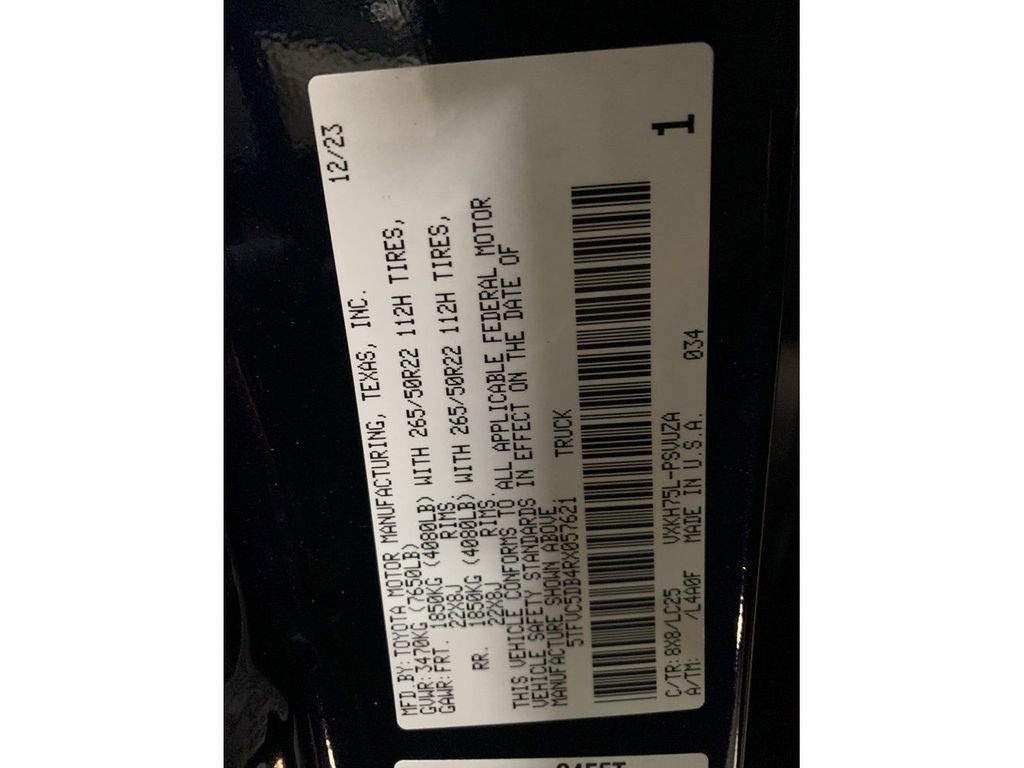 12/23
MFD.BY:TOYOTA MOTOR MANUFACTURING, TEXAS, INC.
GVWR:3470KG (7650LB)
GAWR:FRT. 1850KG (4080LB) WITH 265/50R22 112H TIRES,
22X8J RIMS.
RR. 1850KG (4080LB) WITH 265/50R22 112H TIRES,
22X8J RIMS.
THIS VEHICLE CONFORMS TO ALL APPLICABLE FEDERAL MOTOR
VEHICLE SAFETY STANDARDS IN EFFECT ON THE DATE OF
MANUFACTURE SHOWN ABOVE.
5TFVC5DB4RX057621 TRUCK
1
C/TR:8X8/LC25 VXKH75L-PSVUZA 034
A/TM: /L4A0F MADE IN U.S.A.